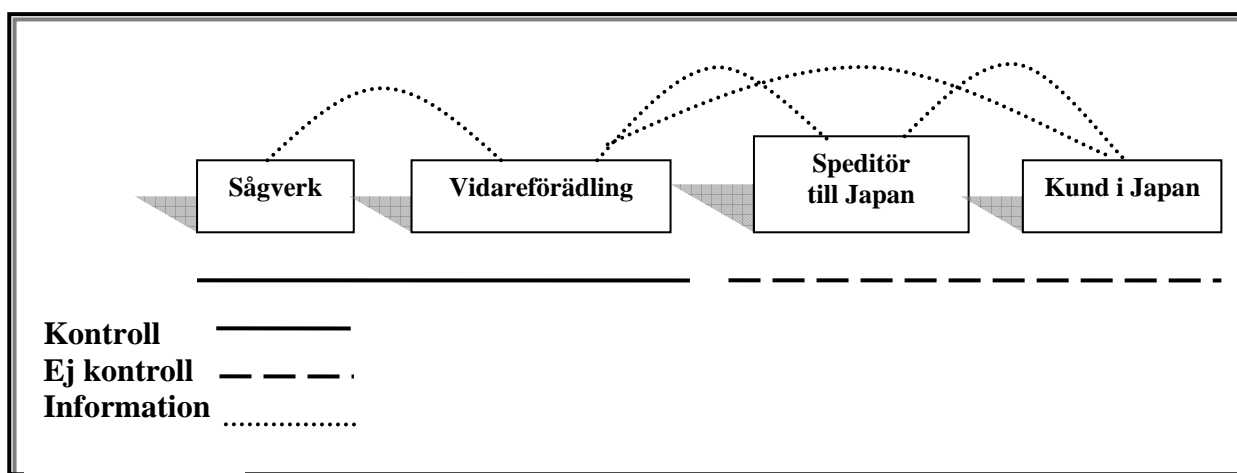 Sågverk
Vidareförädling
Speditör
till Japan
Kund i Japan
Kontroll
Ej kontroll
Information